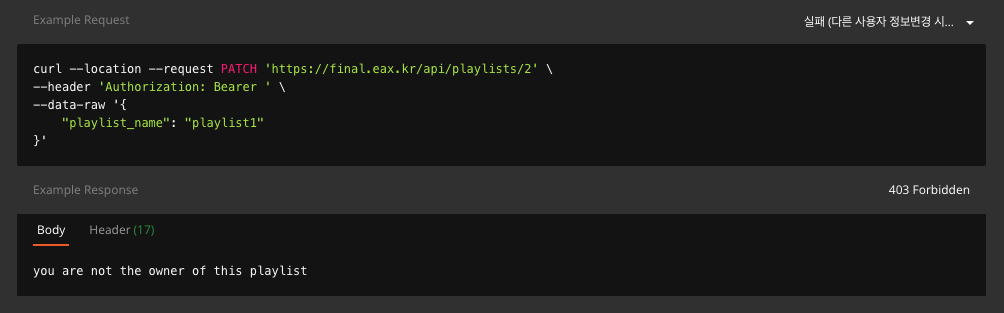 Example Request
실패 (다른 사용자 정보변경 시...
curl --location --request PATCH 'https://final.eax.kr/api/playlists/2' \
--header 'Authorization: Bearer ' \
--data-raw '{
    "playlist_name": "playlist1"
}'
Example Response
403 Forbidden
Body
Header (17)
you are not the owner of this playlist